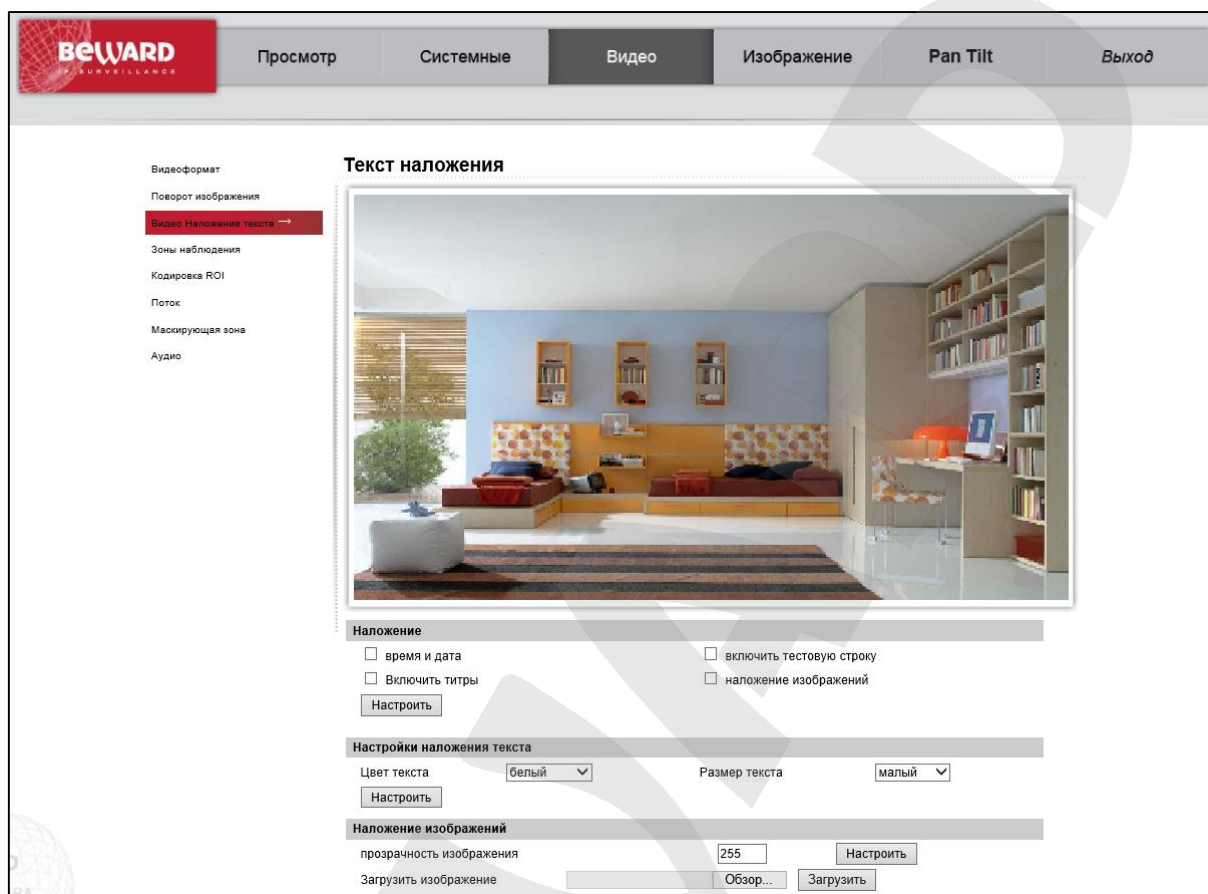 BEWARD
IP SURVEILLANCE
Просмотр
Системные
Видео
Изображение
Pan Tilt
Выход
Видеоформат
Поворот изображения
Видео Наложение текста →
Зоны наблюдения
Кодировка ROI
Поток
Маскирующая зона
Аудио
Текст наложения
Наложение
время и дата
включить тестовую строку
Включить титры
наложение изображений
Настроить
Настройки наложения текста
Цвет текста белый
Размер текста малый
Настроить
Наложение изображений
прозрачность изображения 255 Настроить
Загрузить изображение Обзор... Загрузить